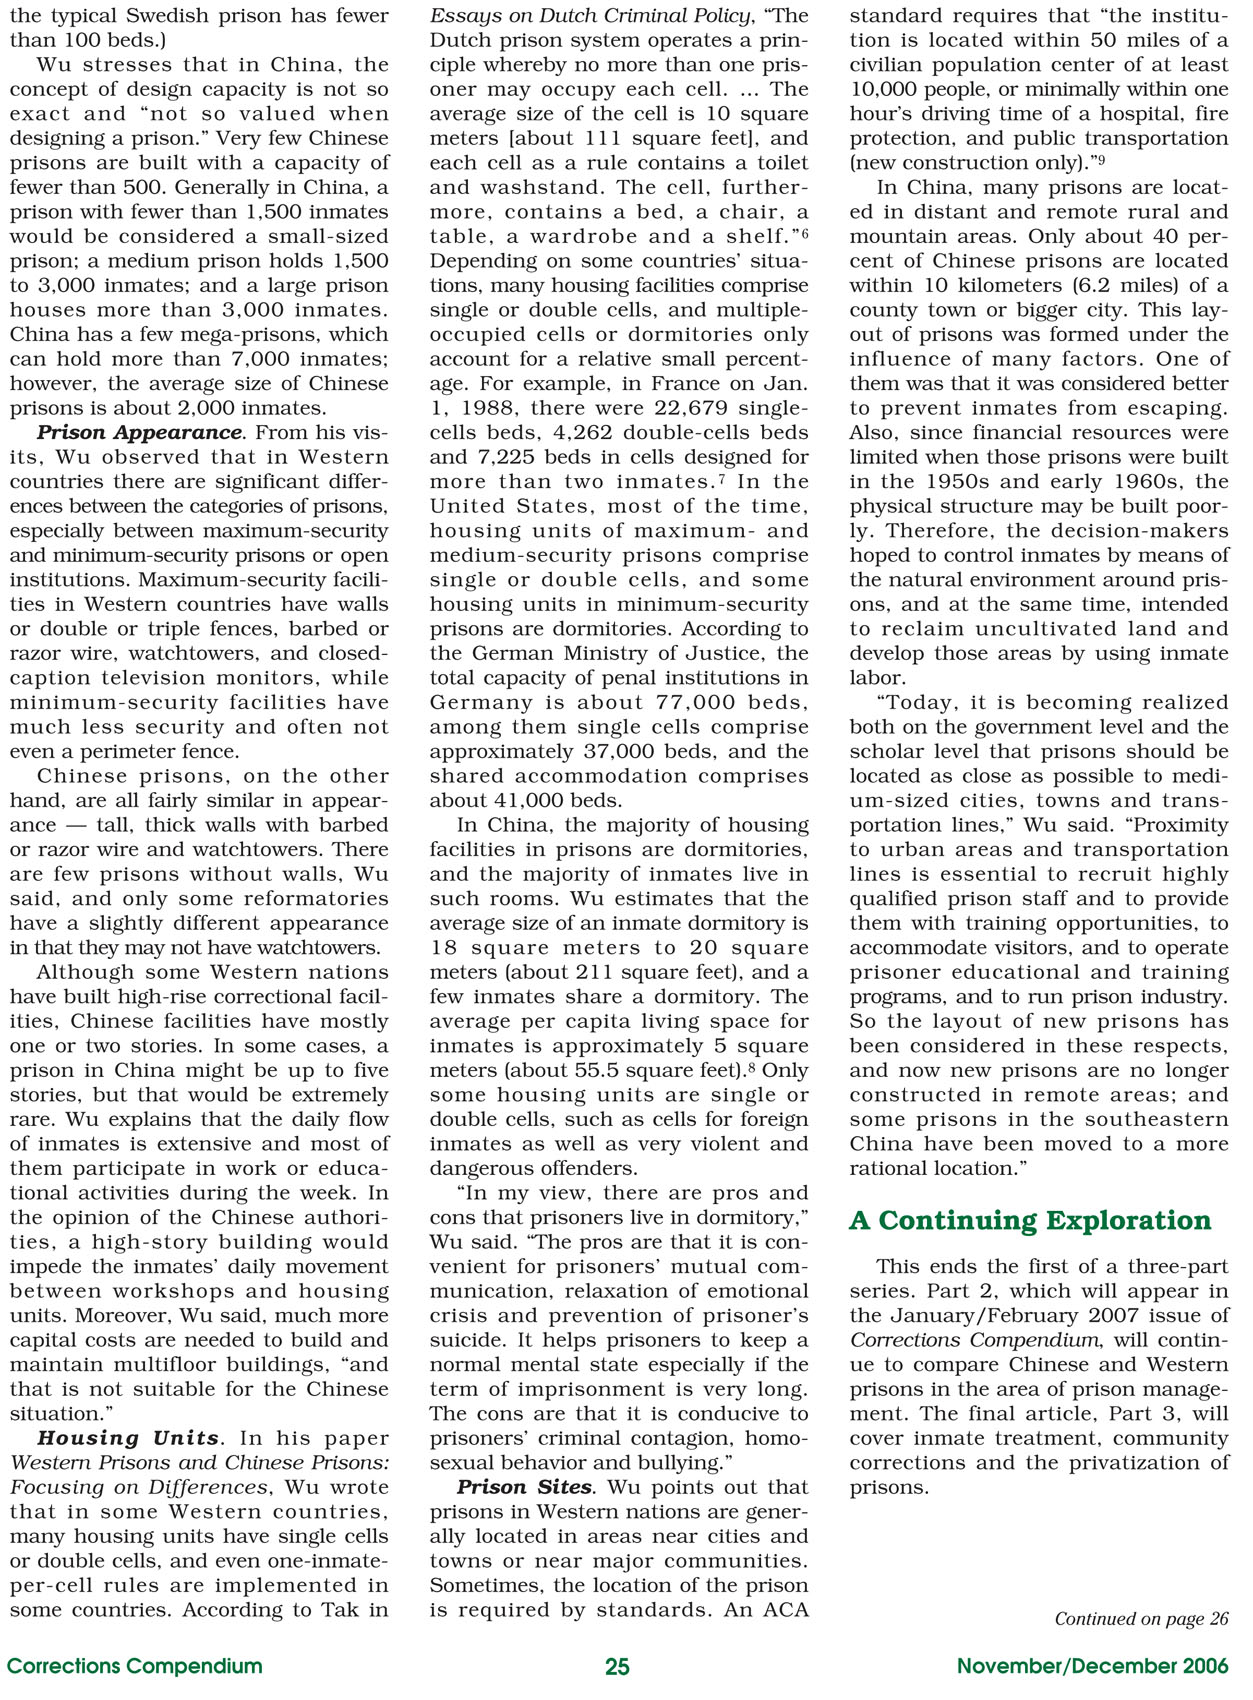 the typical Swedish prison has fewer
than 100 beds.)
Wu stresses that in China, the
concept of design capacity is not so
exact and “not so valued when
designing a prison.” Very few Chinese
prisons are built with a capacity of
fewer than 500. Generally in China, a
prison with fewer than 1,500 inmates
would be considered a small-sized
prison; a medium prison holds 1,500
to 3,000 inmates; and a large prison
houses more than 3,000 inmates.
China has a few mega-prisons, which
can hold more than 7,000 inmates;
however, the average size of Chinese
prisons is about 2,000 inmates.
Prison Appearance. From his vis-
its, Wu observed that in Western
countries there are significant differ-
ences between the categories of prisons,
especially between maximum-security
and minimum-security prisons or open
institutions. Maximum-security facili-
ties in Western countries have walls
or double or triple fences, barbed or
razor wire, watchtowers, and closed-
caption television monitors, while
minimum-security facilities have
much less security and often not
even a perimeter fence.
Chinese prisons, on the other
hand, are all fairly similar in appear-
ance — tall, thick walls with barbed
or razor wire and watchtowers. There
are few prisons without walls, Wu
said, and only some reformatories
have a slightly different appearance
in that they may not have watchtowers.
Although some Western nations
have built high-rise correctional facil-
ities, Chinese facilities have mostly
one or two stories. In some cases, a
prison in China might be up to five
stories, but that would be extremely
rare. Wu explains that the daily flow
of inmates is extensive and most of
them participate in work or educa-
tional activities during the week. In
the opinion of the Chinese authori-
ties, a high-story building would
impede the inmates’ daily movement
between workshops and housing
units. Moreover, Wu said, much more
capital costs are needed to build and
maintain multifloor buildings, “and
that is not suitable for the Chinese
situation.”
Housing Units. In his paper
Western Prisons and Chinese Prisons:
Focusing on Differences, Wu wrote
that in some Western countries,
many housing units have single cells
or double cells, and even one-inmate-
per-cell rules are implemented in
some countries. According to Tak in
Essays on Dutch Criminal Policy, “The
Dutch prison system operates a prin-
ciple whereby no more than one pris-
oner may occupy each cell. ... The
average size of the cell is 10 square
meters [about 111 square feet], and
each cell as a rule contains a toilet
and washstand. The cell, further-
more, contains a bed, a chair, a
table, a wardrobe and a shelf.”6
Depending on some countries’ situa-
tions, many housing facilities comprise
single or double cells, and multiple-
occupied cells or dormitories only
account for a relative small percent-
age. For example, in France on Jan.
1, 1988, there were 22,679 single-
cells beds, 4,262 double-cells beds
and 7,225 beds in cells designed for
more than two inmates.7 In the
United States, most of the time,
housing units of maximum- and
medium-security prisons comprise
single or double cells, and some
housing units in minimum-security
prisons are dormitories. According to
the German Ministry of Justice, the
total capacity of penal institutions in
Germany is about 77,000 beds,
among them single cells comprise
approximately 37,000 beds, and the
shared accommodation comprises
about 41,000 beds.
In China, the majority of housing
facilities in prisons are dormitories,
and the majority of inmates live in
such rooms. Wu estimates that the
average size of an inmate dormitory is
18 square meters to 20 square
meters (about 211 square feet), and a
few inmates share a dormitory. The
average per capita living space for
inmates is approximately 5 square
meters (about 55.5 square feet).8 Only
some housing units are single or
double cells, such as cells for foreign
inmates as well as very violent and
dangerous offenders.
“In my view, there are pros and
cons that prisoners live in dormitory,”
Wu said. “The pros are that it is con-
venient for prisoners’ mutual com-
munication, relaxation of emotional
crisis and prevention of prisoner’s
suicide. It helps prisoners to keep a
normal mental state especially if the
term of imprisonment is very long.
The cons are that it is conducive to
prisoners’ criminal contagion, homo-
sexual behavior and bullying.”
Prison Sites. Wu points out that
prisons in Western nations are gener-
ally located in areas near cities and
towns or near major communities.
Sometimes, the location of the prison
is required by standards. An ACA
standard requires that “the institu-
tion is located within 50 miles of a
civilian population center of at least
10,000 people, or minimally within one
hour’s driving time of a hospital, fire
protection, and public transportation
(new construction only).”9
In China, many prisons are locat-
ed in distant and remote rural and
mountain areas. Only about 40 per-
cent of Chinese prisons are located
within 10 kilometers (6.2 miles) of a
county town or bigger city. This lay-
out of prisons was formed under the
influence of many factors. One of
them was that it was considered better
to prevent inmates from escaping.
Also, since financial resources were
limited when those prisons were built
in the 1950s and early 1960s, the
physical structure may be built poor-
ly. Therefore, the decision-makers
hoped to control inmates by means of
the natural environment around pris-
ons, and at the same time, intended
to reclaim uncultivated land and
develop those areas by using inmate
labor.
“Today, it is becoming realized
both on the government level and the
scholar level that prisons should be
located as close as possible to medi-
um-sized cities, towns and trans-
portation lines,” Wu said. “Proximity
to urban areas and transportation
lines is essential to recruit highly
qualified prison staff and to provide
them with training opportunities, to
accommodate visitors, and to operate
prisoner educational and training
programs, and to run prison industry.
So the layout of new prisons has
been considered in these respects,
and now new prisons are no longer
constructed in remote areas; and
some prisons in the southeastern
China have been moved to a more
rational location.”
A Continuing Exploration
This ends the first of a three-part
series. Part 2, which will appear in
the January/February 2007 issue of
Corrections Compendium, will contin-
ue to compare Chinese and Western
prisons in the area of prison manage-
ment. The final article, Part 3, will
cover inmate treatment, community
corrections and the privatization of
prisons.
Continued on page 26
Corrections Compendium
25
November/December 2006